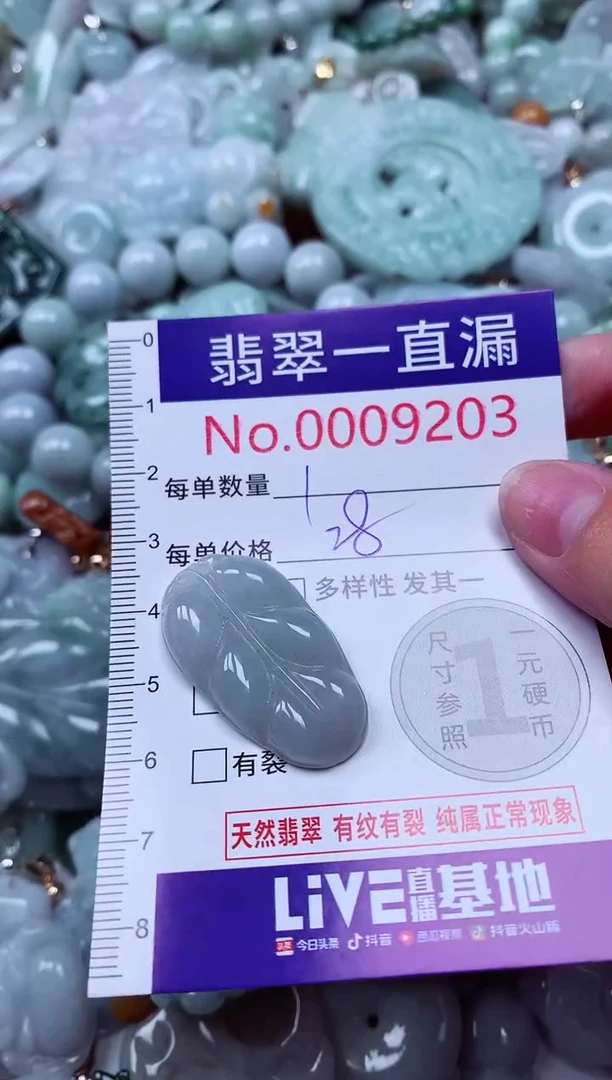 翡翠一直漏
No.0009203
每单数量 1
每单价格 28
多样性 发其一
尺寸参照
1
一元硬币
有裂
天然翡翠 有纹有裂 纯属正常现象
LiVE直播基地
头条 今日头条 抖音 西瓜视频 抖音火山版
0
1
2
3
4
5
6
7
8